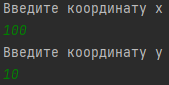 Введите координату x
100
Введите координату y
10